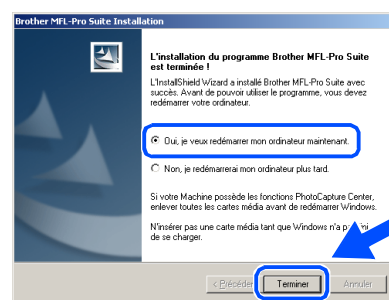 Brother MFL-Pro Suite Installation
L'installation du programme Brother MFL-Pro Suite
est terminée !
L'InstallShield Wizard a installé Brother MFL-Pro Suite avec
succès. Avant de pouvoir utiliser le programme, vous devez
redémarrer votre ordinateur.
Oui, je veux redémarrer mon ordinateur maintenant.
Non, je redémarrerai mon ordinateur plus tard.
Si votre Machine possède les fonctions PhotoCapture Center,
enlever toutes les cartes média avant de redémarrer Windows.
N'insérer pas une carte média tant que Windows n'a
de se charger.
< Précédent Terminer Annuler